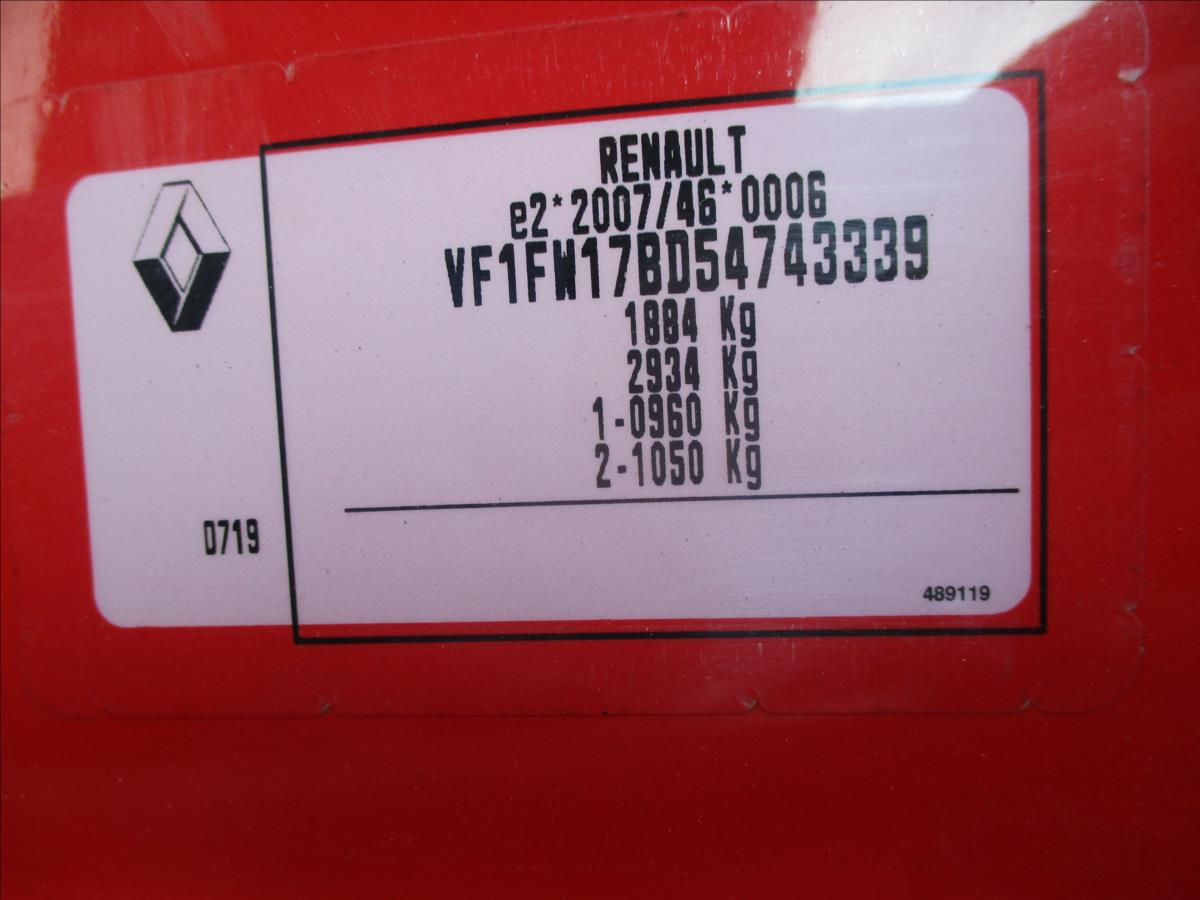 RENAULT
e2*2007/46*0006
VF1FW17BD54743339
1884 Kg
2934 Kg
1-0960 Kg
2-1050 Kg
0719
489119